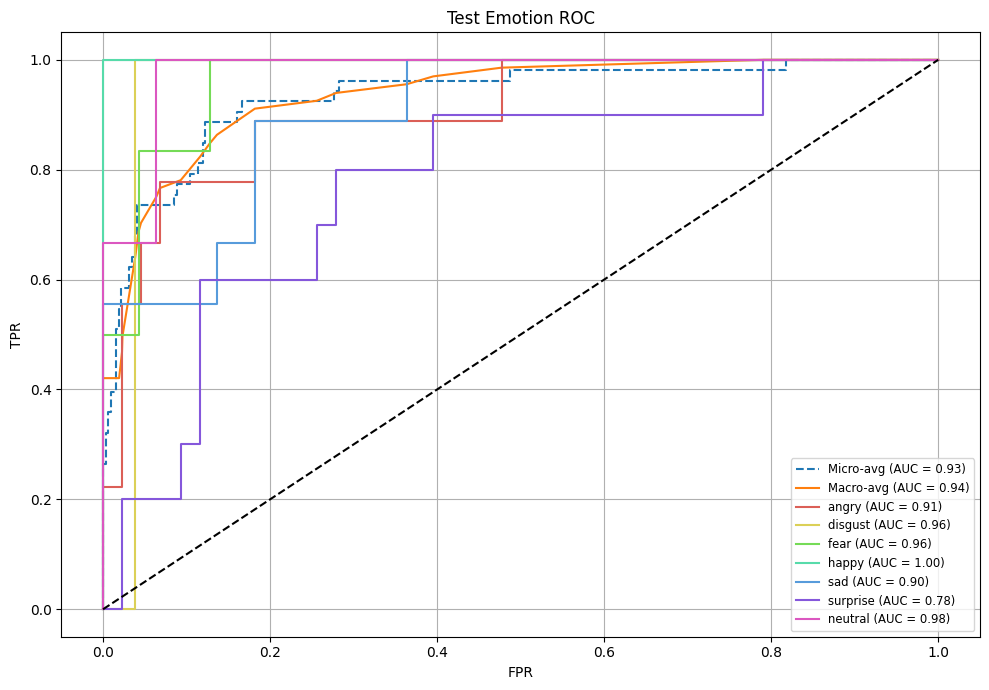 Test Emotion ROC
1.0
0.8
0.6
0.4
0.2
0.0
TPR
0.0 0.2 0.4 0.6 0.8 1.0
FPR
Micro-avg (AUC = 0.93)
Macro-avg (AUC = 0.94)
angry (AUC = 0.91)
disgust (AUC = 0.96)
fear (AUC = 0.96)
happy (AUC = 1.00)
sad (AUC = 0.90)
surprise (AUC = 0.78)
neutral (AUC = 0.98)